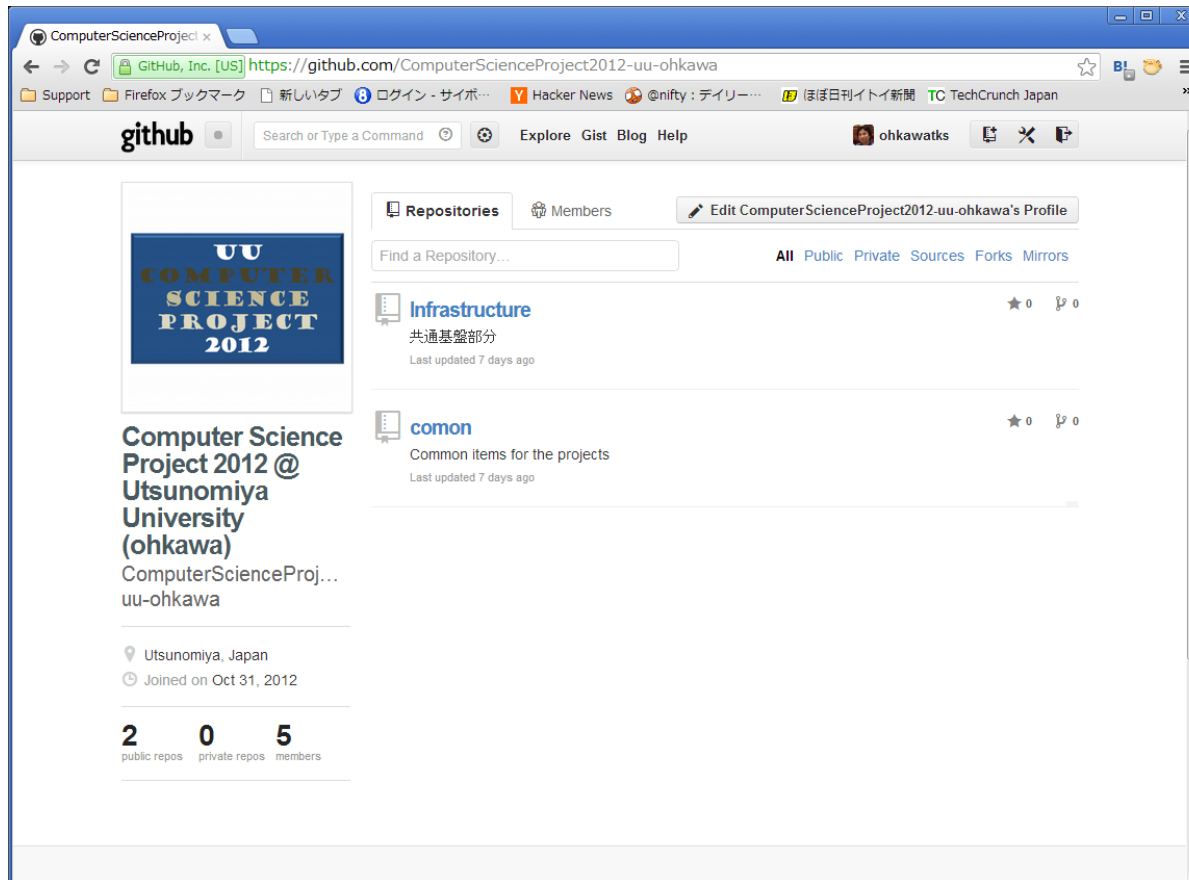 ComputerScienceProject
GitHub, Inc. [US] https://github.com/ComputerScienceProject2012-uu-ohkawa
B!
Support Firefox ブックマーク 新しいタブ ログイン - サイボ… Hacker News @nifty : デイリー… ほぼ日刊イトイ新聞 TC TechCrunch Japan »
github Search or Type a Command Explore Gist Blog Help ohkawatks
Repositories Members Edit ComputerScienceProject2012-uu-ohkawa's Profile
Find a Repository... All Public Private Sources Forks Mirrors
UU
COMPUTER
SCIENCE
PROJECT
2012
Infrastructure 0 0
共通基盤部分
Last updated 7 days ago
comon 0 0
Common items for the projects
Last updated 7 days ago
Computer Science
Project 2012 @
Utsunomiya
University
(ohkawa)
ComputerScienceProj…
uu-ohkawa
Utsunomiya, Japan
Joined on Oct 31, 2012
2 0 5
public repos private repos members